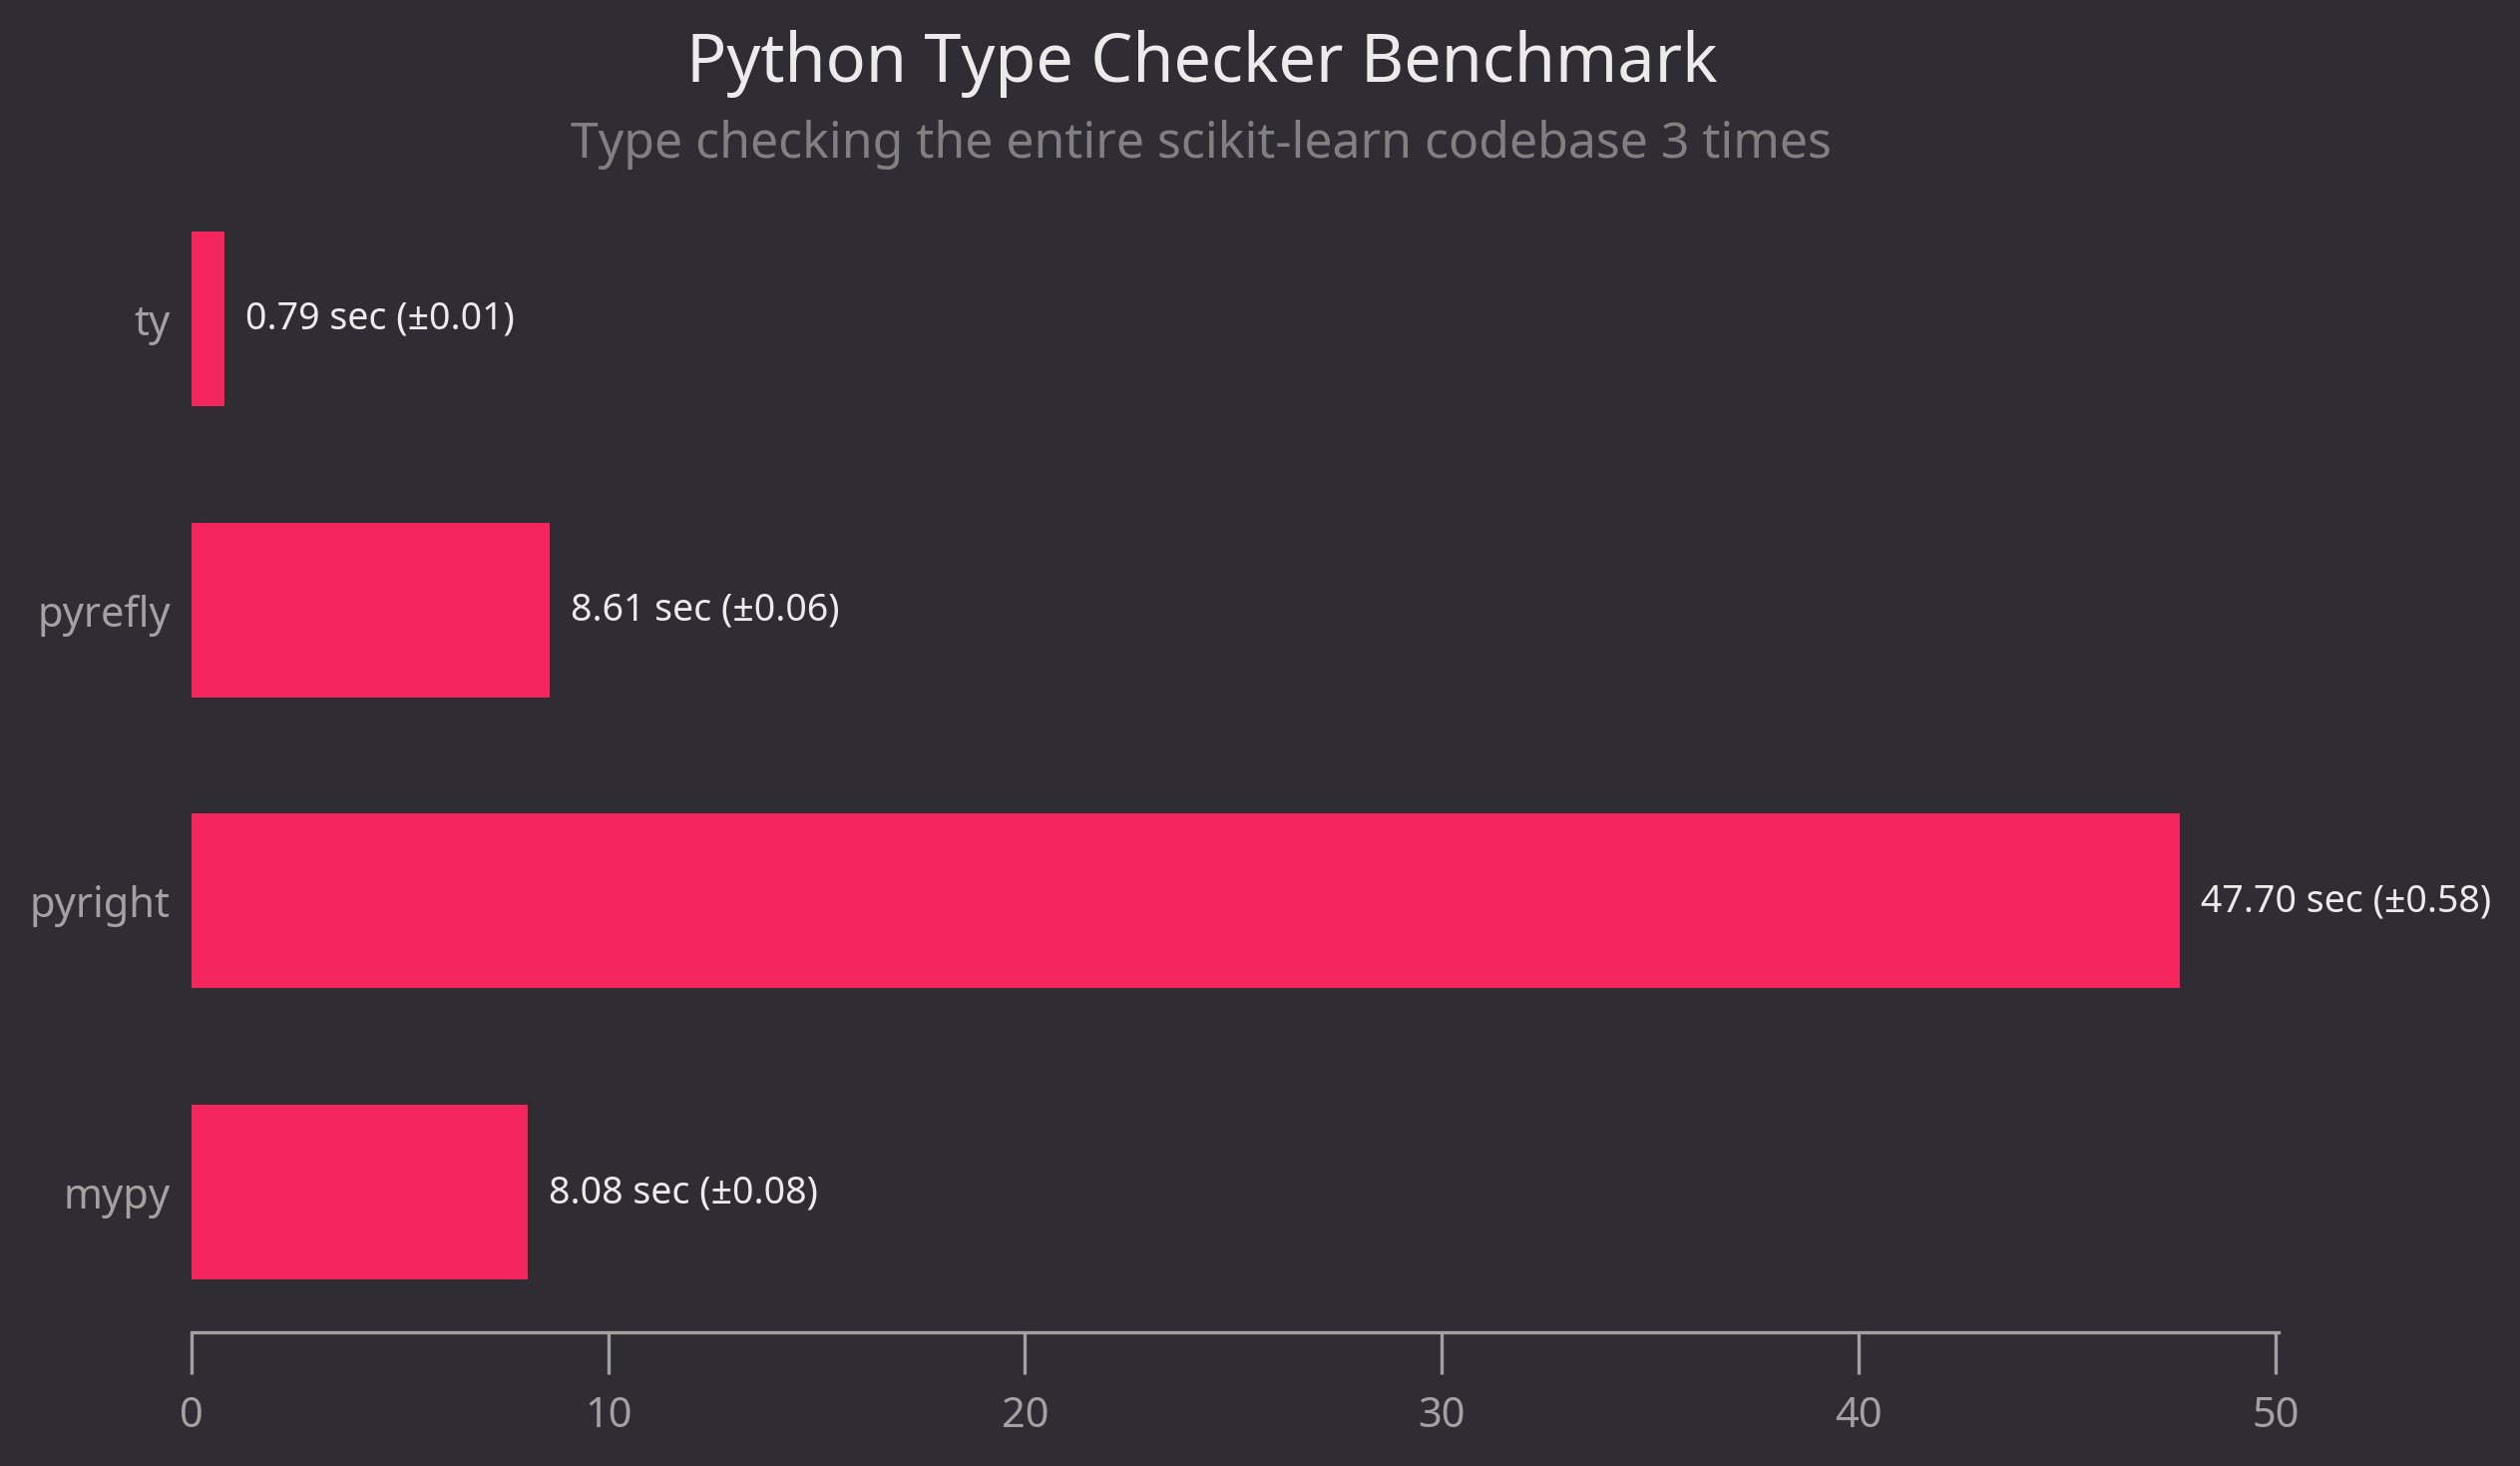 Python Type Checker Benchmark
Type checking the entire scikit-learn codebase 3 times
ty 0.79 sec (±0.01)
pyrefly 8.61 sec (±0.06)
pyright 47.70 sec (±0.58)
mypy 8.08 sec (±0.08)
0 10 20 30 40 50